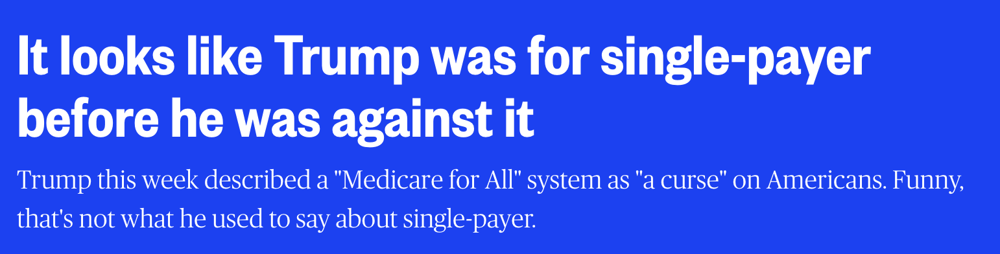 It looks like Trump was for single-payer
before he was against it
Trump this week described a "Medicare for All" system as "a curse" on Americans. Funny,
that's not what he used to say about single-payer.